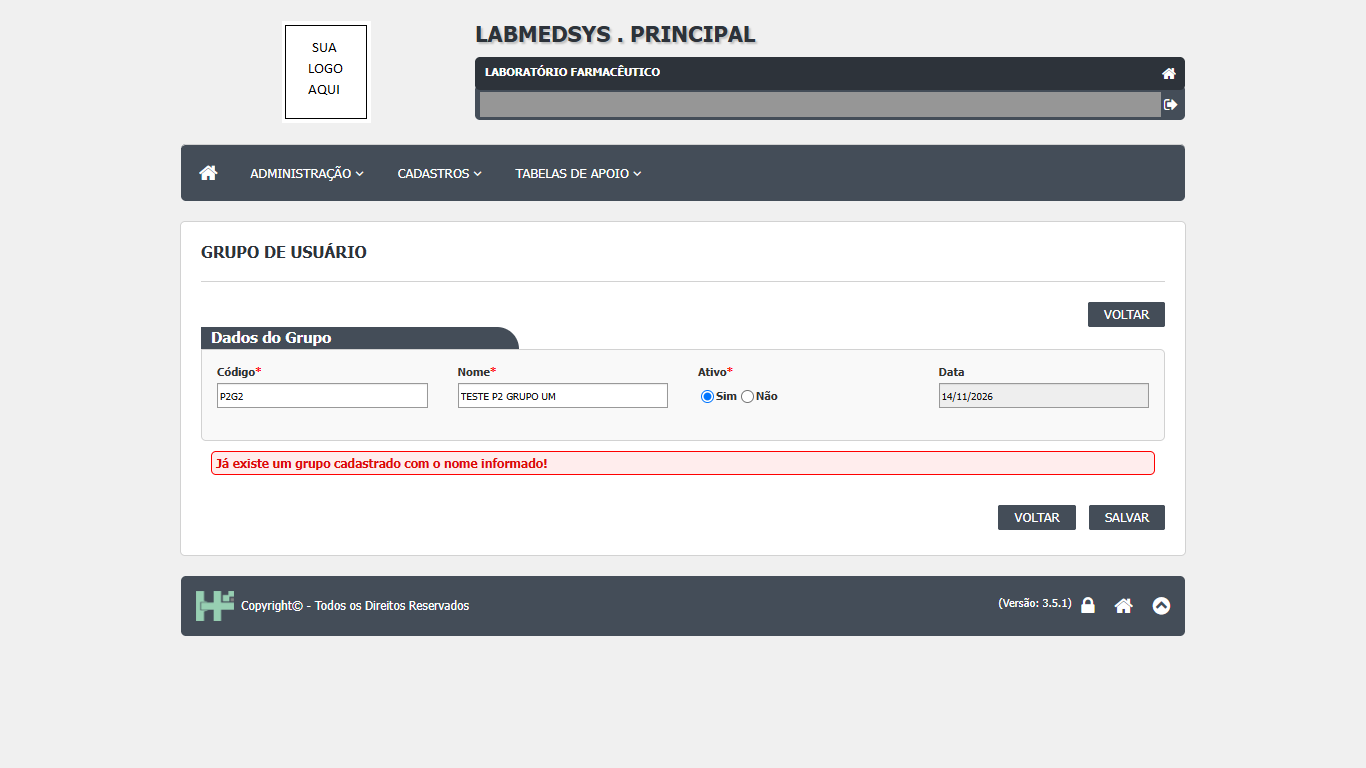 SUA
LOGO
AQUI
LABMEDSYS . PRINCIPAL
LABORATÓRIO FARMACÊUTICO
ADMINISTRAÇÃO CADASTROS TABELAS DE APOIO
GRUPO DE USUÁRIO
VOLTAR
Dados do Grupo
Código* Nome* Ativo* Data
P2G2 TESTE P2 GRUPO UM Sim Não 14/11/2026
Já existe um grupo cadastrado com o nome informado!
VOLTAR SALVAR
Copyright© - Todos os Direitos Reservados (Versão: 3.5.1)